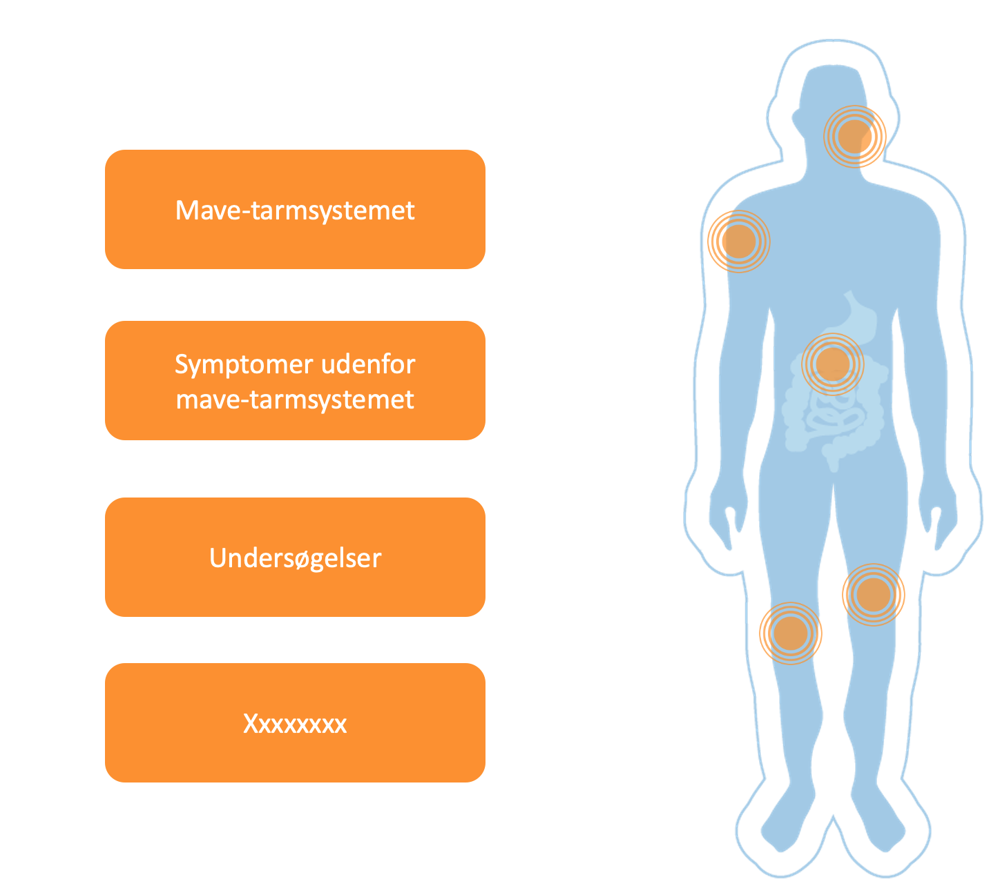 Mave-tarmsystemet
Symptomer udenfor
mave-tarmsystemet
Undersøgelser
Xxxxxxxx